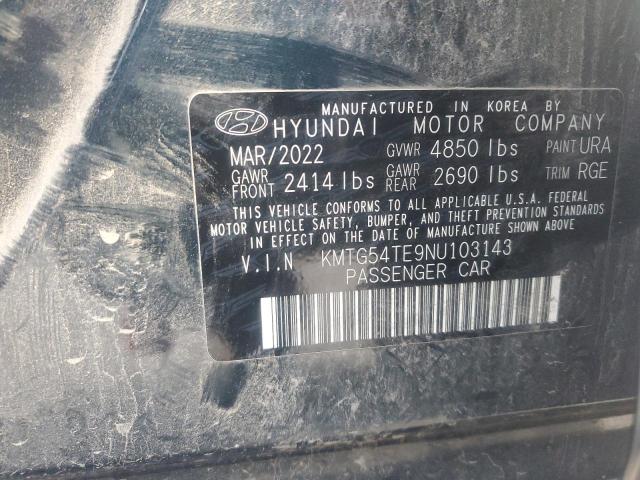 MANUFACTURED IN KOREA BY
HYUNDAI MOTOR COMPANY
MAR/2022 GVWR 4850 lbs PAINT URA
GAWR FRONT 2414 lbs GAWR REAR 2690 lbs TRIM RGE
THIS VEHICLE CONFORMS TO ALL APPLICABLE U.S.A. FEDERAL
MOTOR VEHICLE SAFETY, BUMPER, AND THEFT PREVENTION STANDARDS
IN EFFECT ON THE DATE OF MANUFACTURE SHOWN ABOVE.
V.I.N KMTG54TE9NU103143
PASSENGER CAR